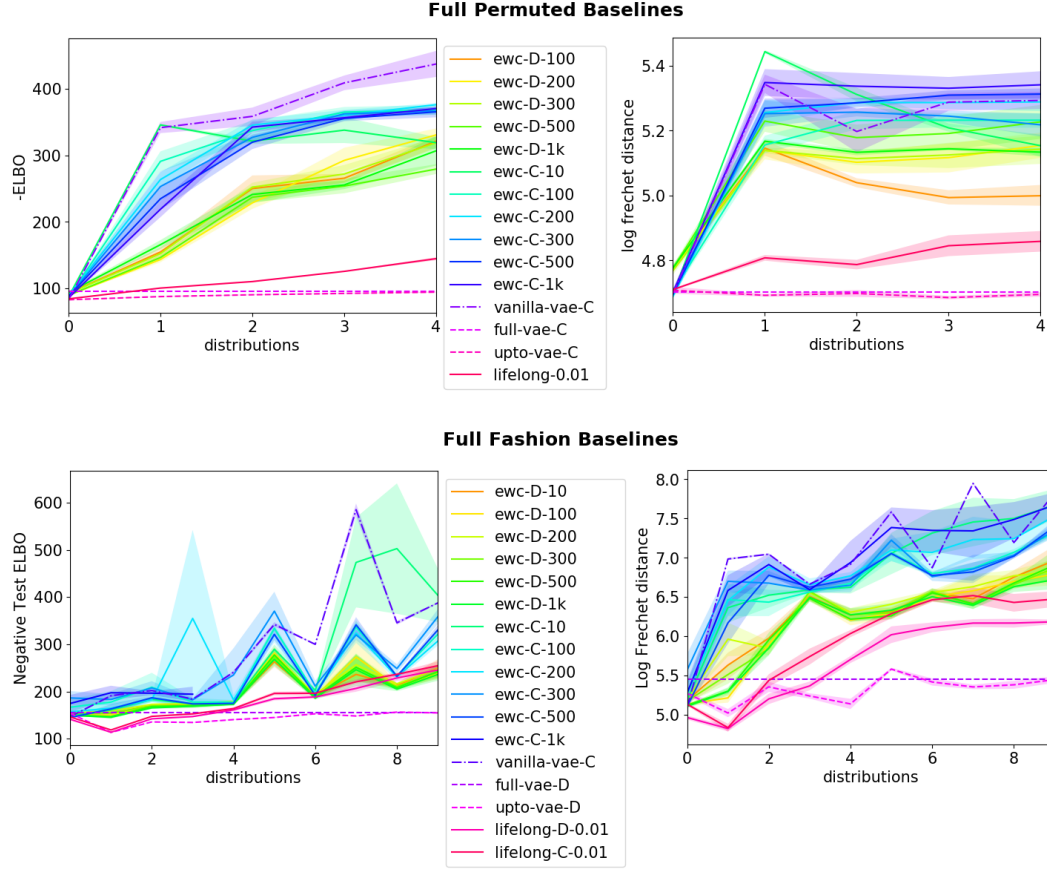 Full Permuted Baselines
-ELBO
400
300
200
100
0
1
2
3
4
distributions
ewc-D-100
ewc-D-200
ewc-D-300
ewc-D-500
ewc-D-1k
ewc-C-10
ewc-C-100
ewc-C-200
ewc-C-300
ewc-C-500
ewc-C-1k
vanilla-vae-C
full-vae-C
upto-vae-C
lifelong-0.01
log frechet distance
5.4
5.2
5.0
4.8
0
1
2
3
4
distributions
Full Fashion Baselines
Negative Test ELBO
600
500
400
300
200
100
0
2
4
6
8
distributions
ewc-D-10
ewc-D-100
ewc-D-200
ewc-D-300
ewc-D-500
ewc-D-1k
ewc-C-10
ewc-C-100
ewc-C-200
ewc-C-300
ewc-C-500
ewc-C-1k
vanilla-vae-C
full-vae-D
upto-vae-D
lifelong-D-0.01
lifelong-C-0.01
Log Frechet distance
8.0
7.5
7.0
6.5
6.0
5.5
5.0
0
2
4
6
8
distributions